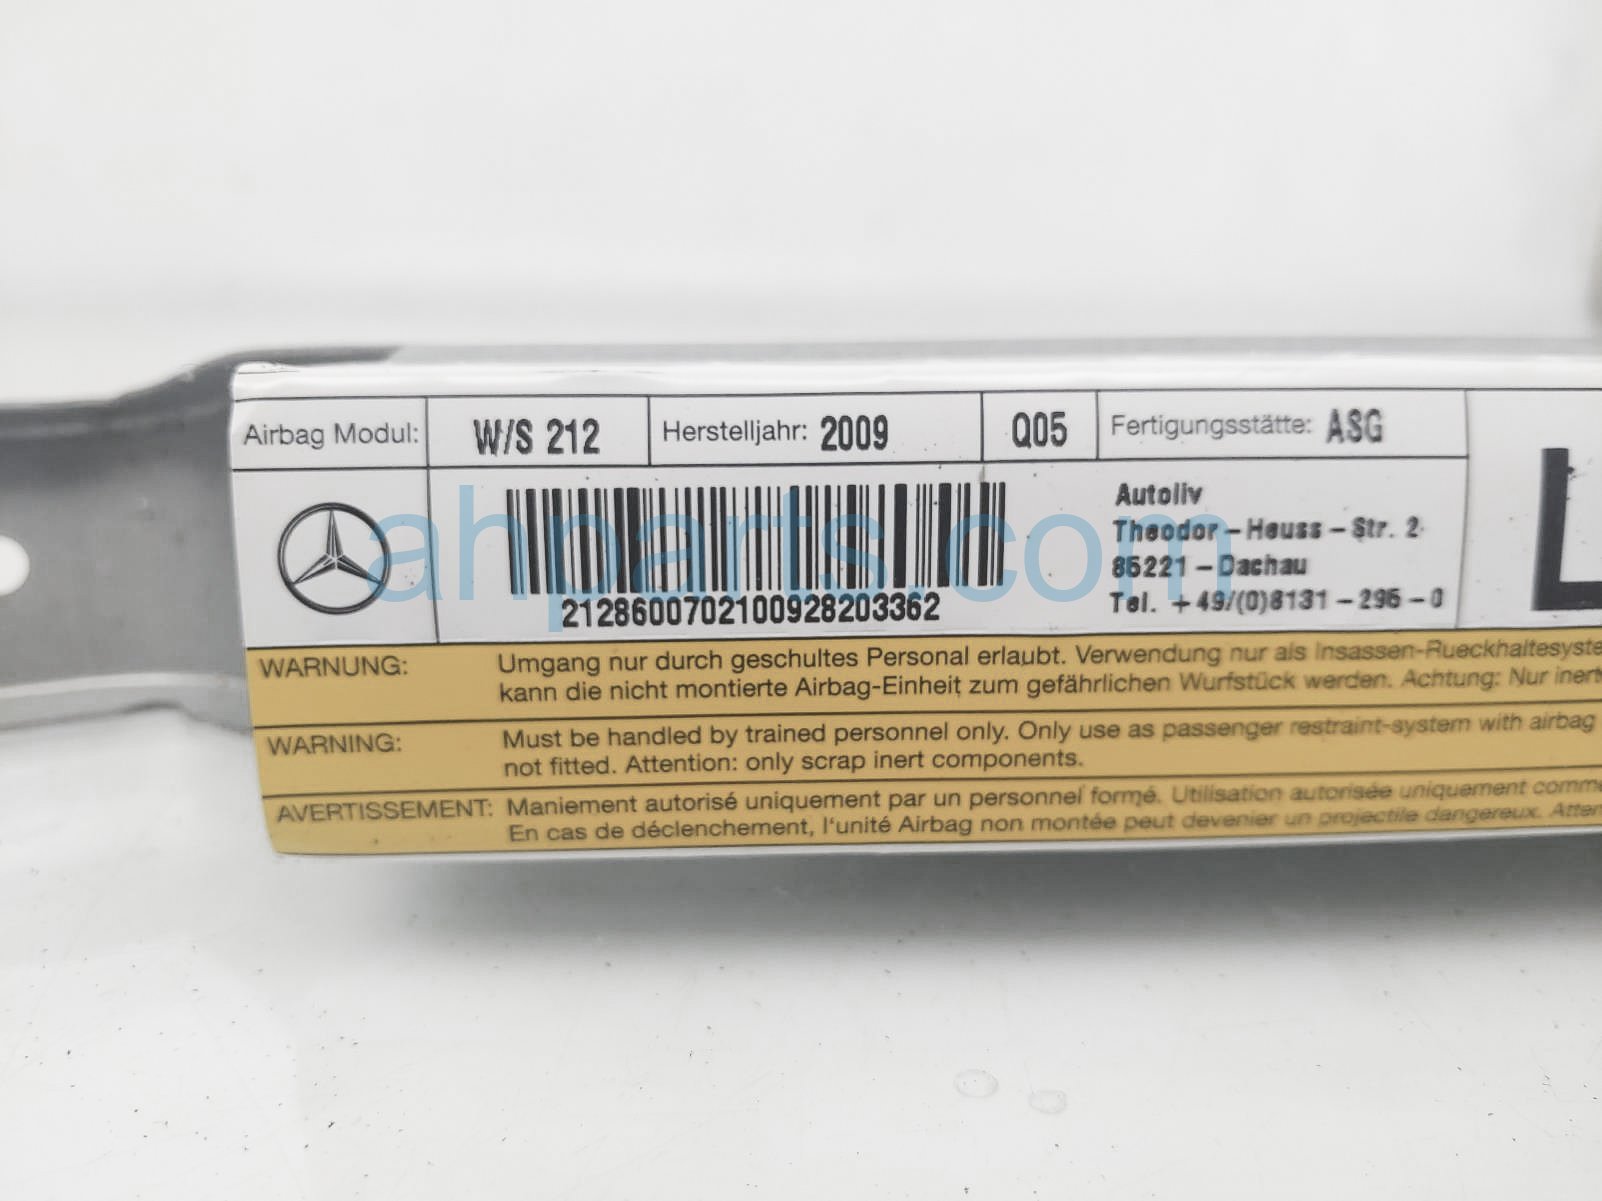 Airbag Modul: W/S 212 Herstelljahr: 2009 Q05 Fertigungsstätte: ASG
L
Autoliv
Theodor-Heuss-Str. 2
85221-Dachau
Tel. +49/(0)8131-295-0
2128600702100928203362
ahparts.com
WARNUNG: Umgang nur durch geschultes Personal erlaubt. Verwendung nur als Insassen-Rueckhaltesyste
kann die nicht montierte Airbag-Einheit zum gefährlichen Wurfstück werden. Achtung: Nur inert
WARNING: Must be handled by trained personnel only. Only use as passenger restraint-system with airbag
not fitted. Attention: only scrap inert components.
AVERTISSEMENT: Maniement autorisé uniquement par un personnel formé. Utilisation autorisée uniquement comme
En cas de déclenchement, l'unité Airbag non montée peut devenier un projectile dangereux. Atten